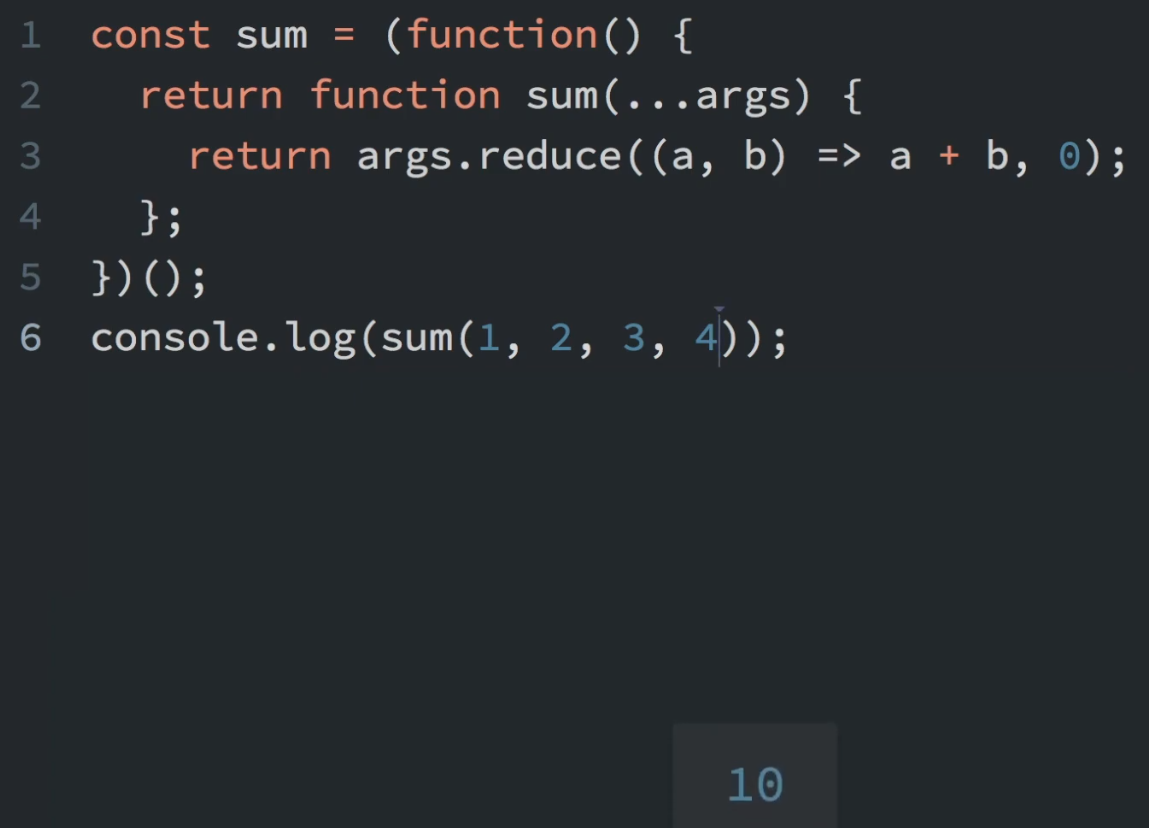 1 const sum = (function() {
2 return function sum(...args) {
3 return args.reduce((a, b) => a + b, 0);
4 };
5 })();
6 console.log(sum(1, 2, 3, 4));
10